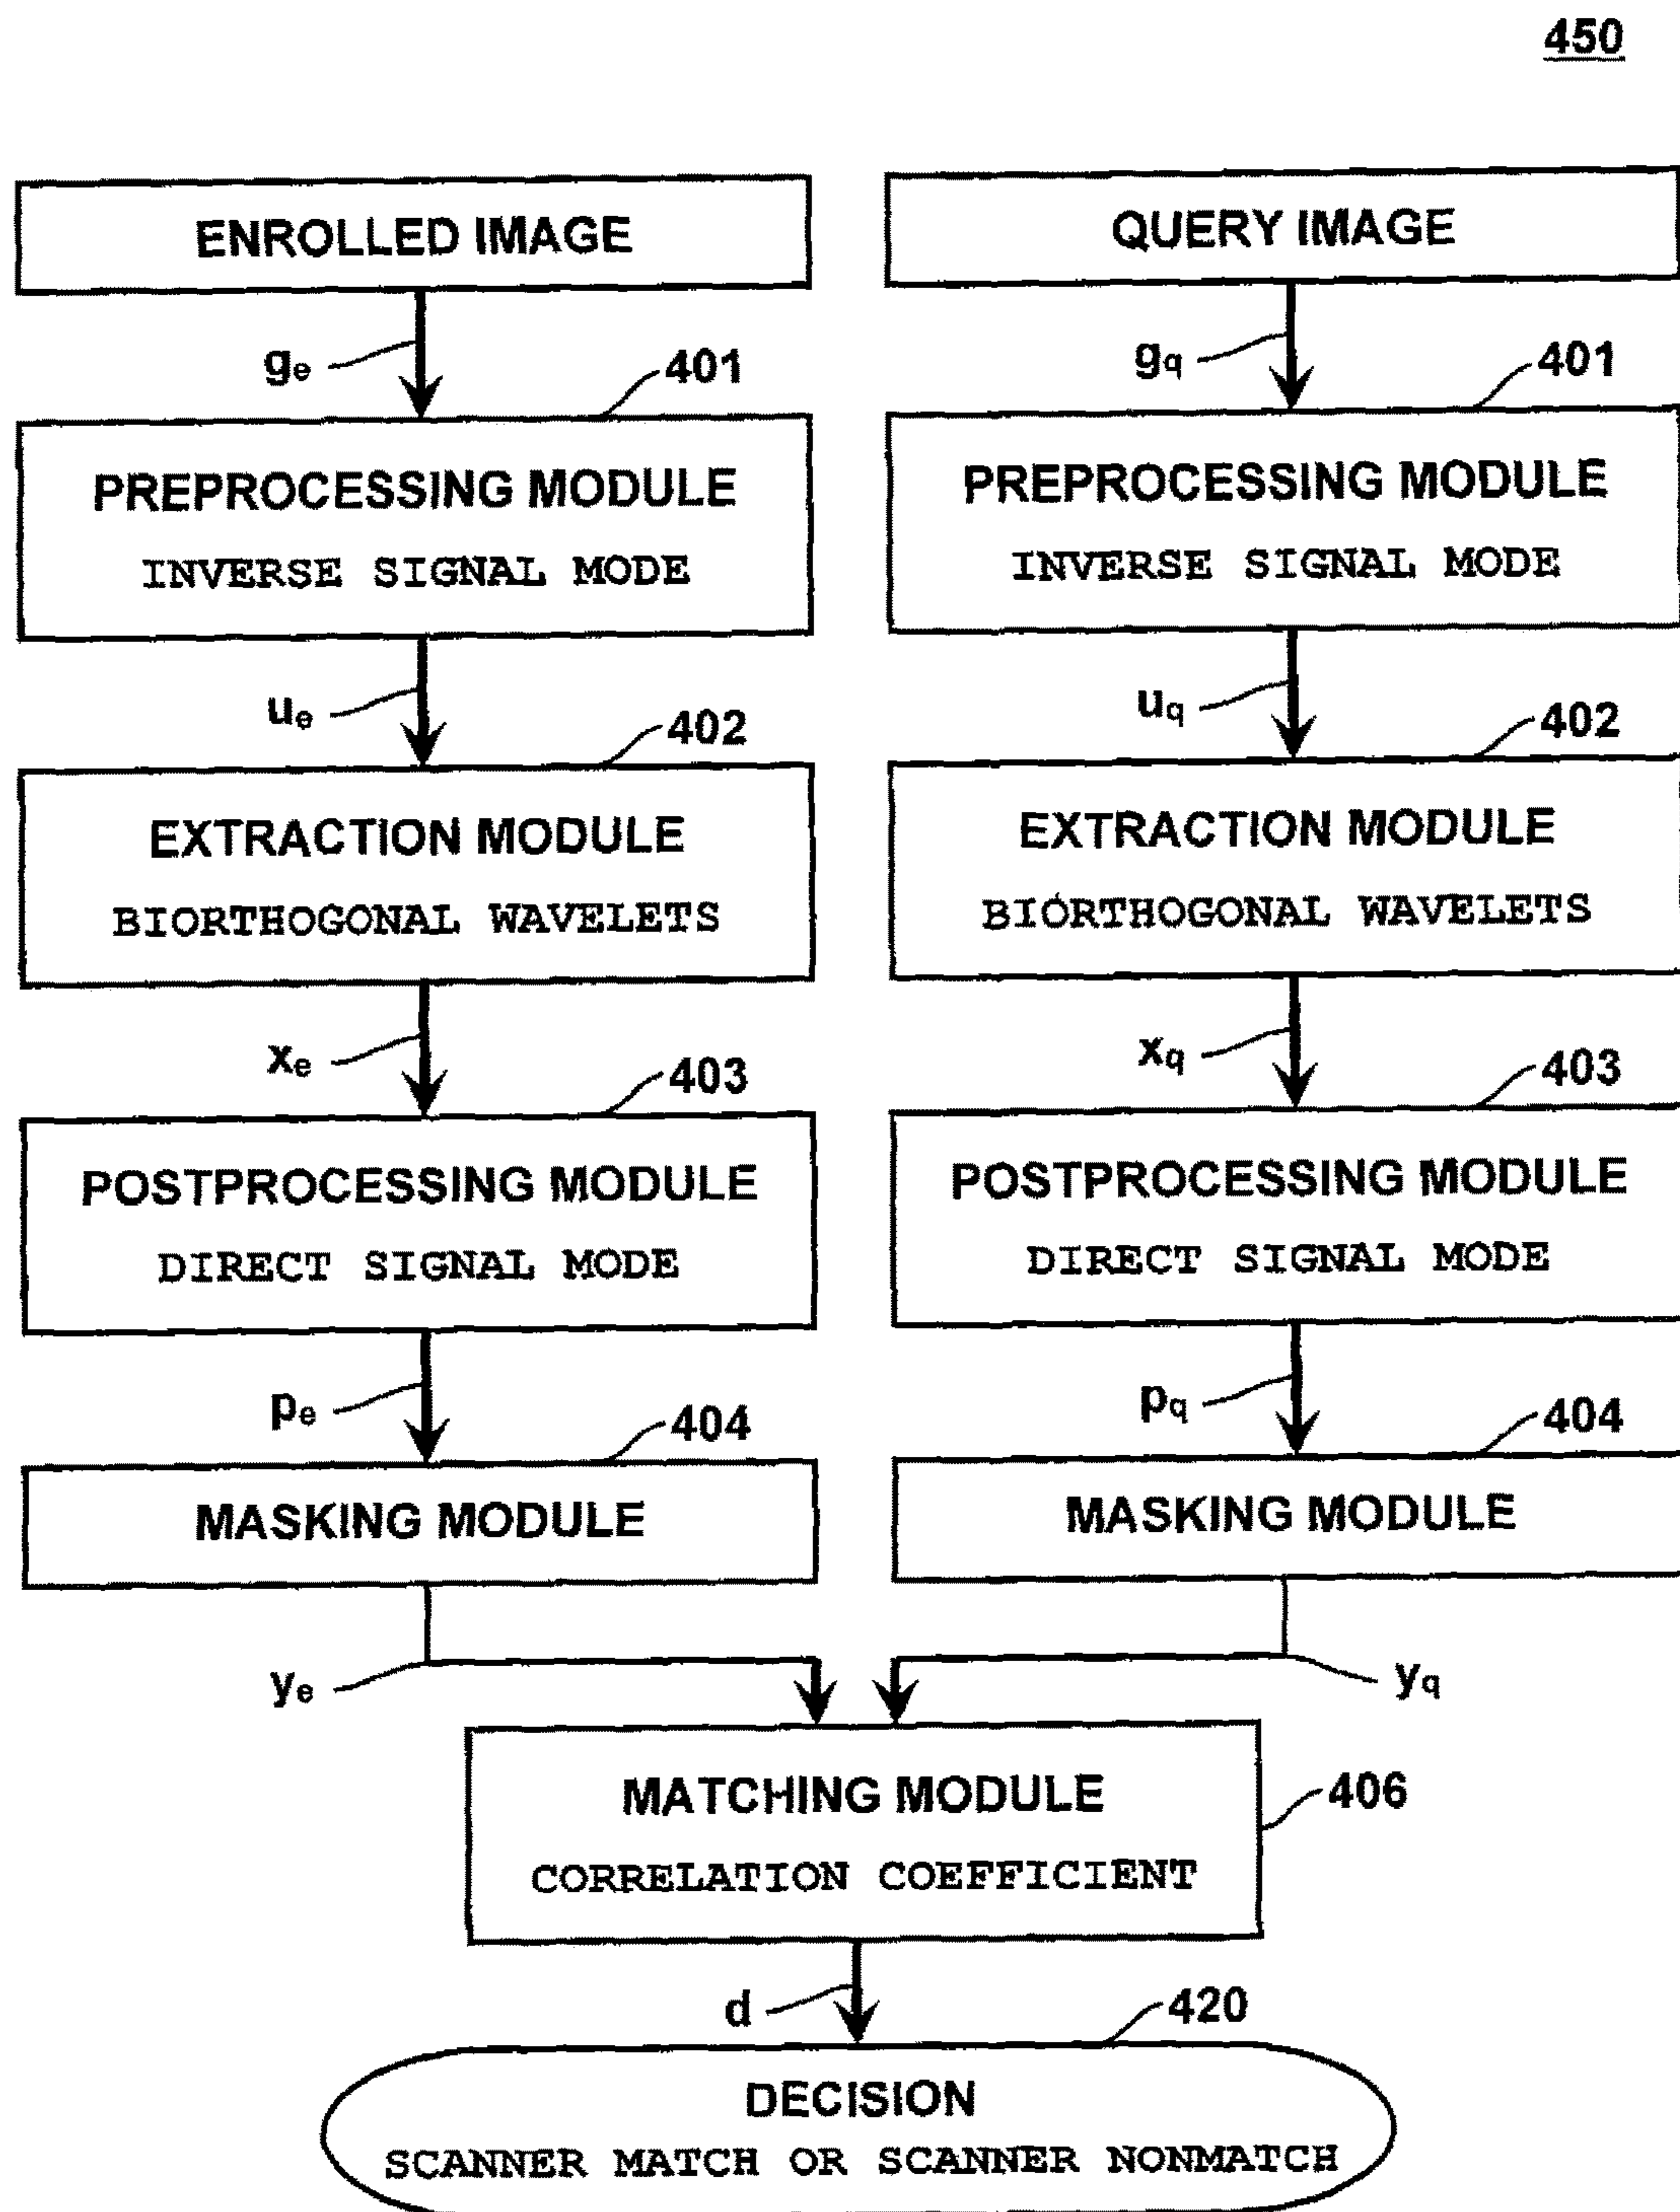 450
ENROLLED IMAGE
QUERY IMAGE
ge
gq
401
401
PREPROCESSING MODULE
INVERSE SIGNAL MODE
PREPROCESSING MODULE
INVERSE SIGNAL MODE
ue
uq
402
402
EXTRACTION MODULE
BIORTHOGONAL WAVELETS
EXTRACTION MODULE
BIORTHOGONAL WAVELETS
xe
xq
403
403
POSTPROCESSING MODULE
DIRECT SIGNAL MODE
POSTPROCESSING MODULE
DIRECT SIGNAL MODE
pe
pq
404
404
MASKING MODULE
MASKING MODULE
ye
yq
MATCHING MODULE
CORRELATION COEFFICIENT
406
d
420
DECISION
SCANNER MATCH OR SCANNER NONMATCH